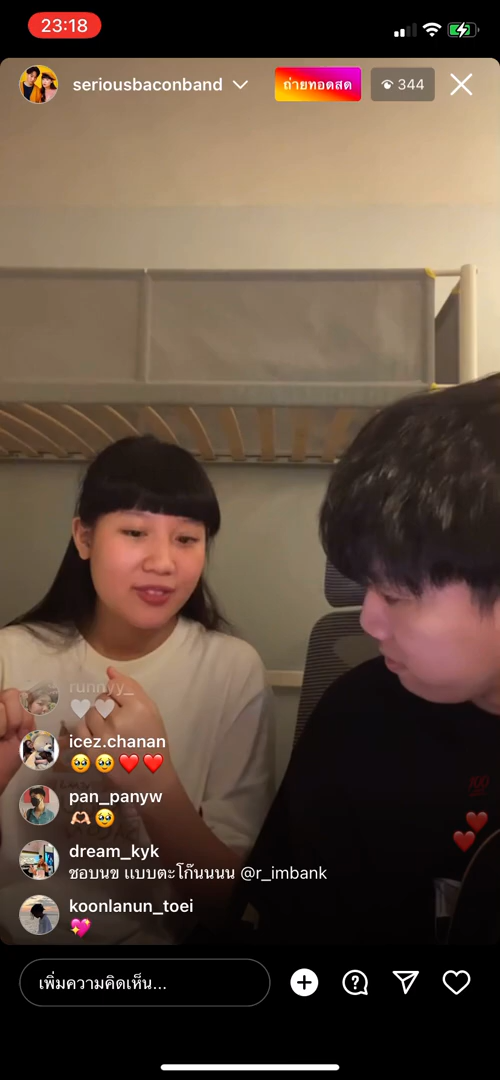 23:18
seriousbaconband
ถ่ายทอดสด
344
runnyy_
icez.chanan
pan_panyw
dream_kyk
ชอบนข แบบตะโก๊นนนน @r_imbank
koonlanun_toei
เพิ่มความคิดเห็น...